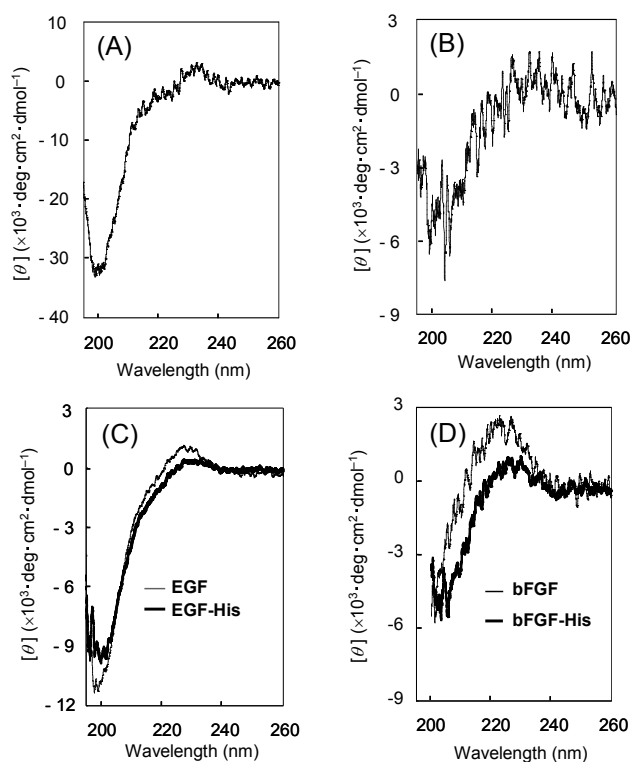 (A)
[θ] (×10³·deg·cm²·dmol⁻¹)
10
0
- 10
- 20
- 30
- 40
200 220 240 260
Wavelength (nm)
(B)
[θ] (×10³·deg·cm²·dmol⁻¹)
3
0
- 3
- 6
- 9
200 220 240 260
Wavelength (nm)
(C)
[θ] (×10³·deg·cm²·dmol⁻¹)
3
0
- 3
- 6
- 9
- 12
EGF
EGF-His
200 220 240 260
Wavelength (nm)
(D)
[θ] (×10³·deg·cm²·dmol⁻¹)
3
0
-3
-6
-9
bFGF
bFGF-His
200 220 240 260
Wavelength (nm)